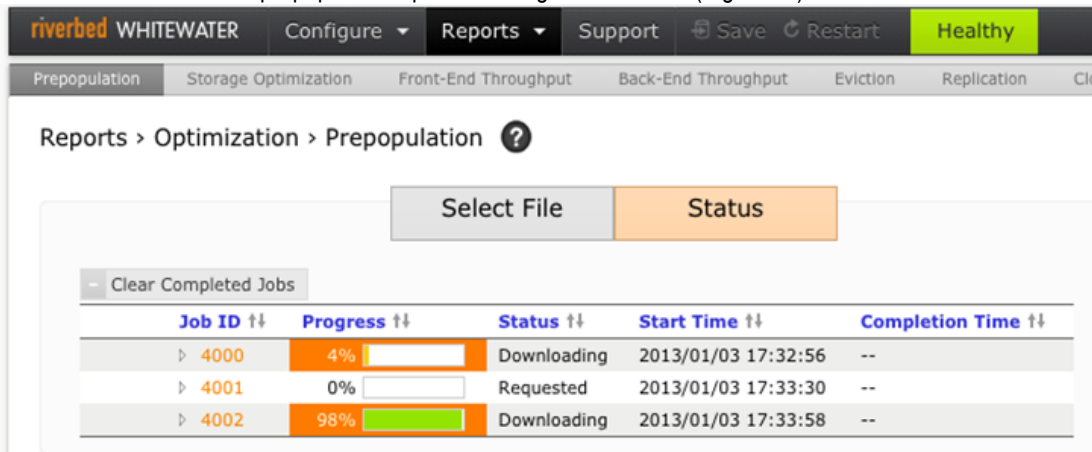 riverbed WHITEWATER Configure Reports Support Save Restart Healthy
Prepopulation Storage Optimization Front-End Throughput Back-End Throughput Eviction Replication
Reports › Optimization › Prepopulation ?
Select File Status
Clear Completed Jobs
Job ID Progress Status Start Time Completion Time
4000 4% Downloading 2013/01/03 17:32:56 --
4001 0% Requested 2013/01/03 17:33:30 --
4002 98% Downloading 2013/01/03 17:33:58 --